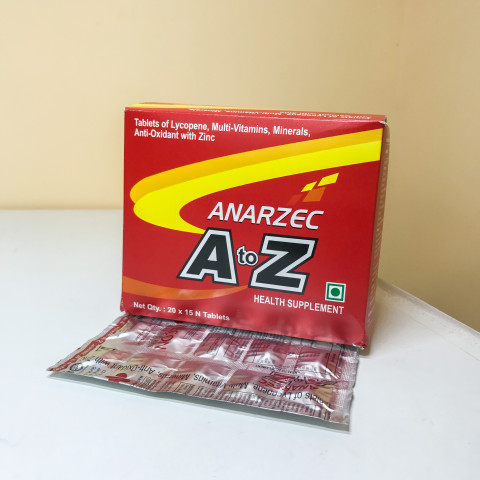 Tablets of Lycopene, Multi-Vitamins, Minerals,
Anti-Oxidant with Zinc
ANARZEC
A to Z
HEALTH SUPPLEMENT
Net Qty. : 20 x 15 N Tablets